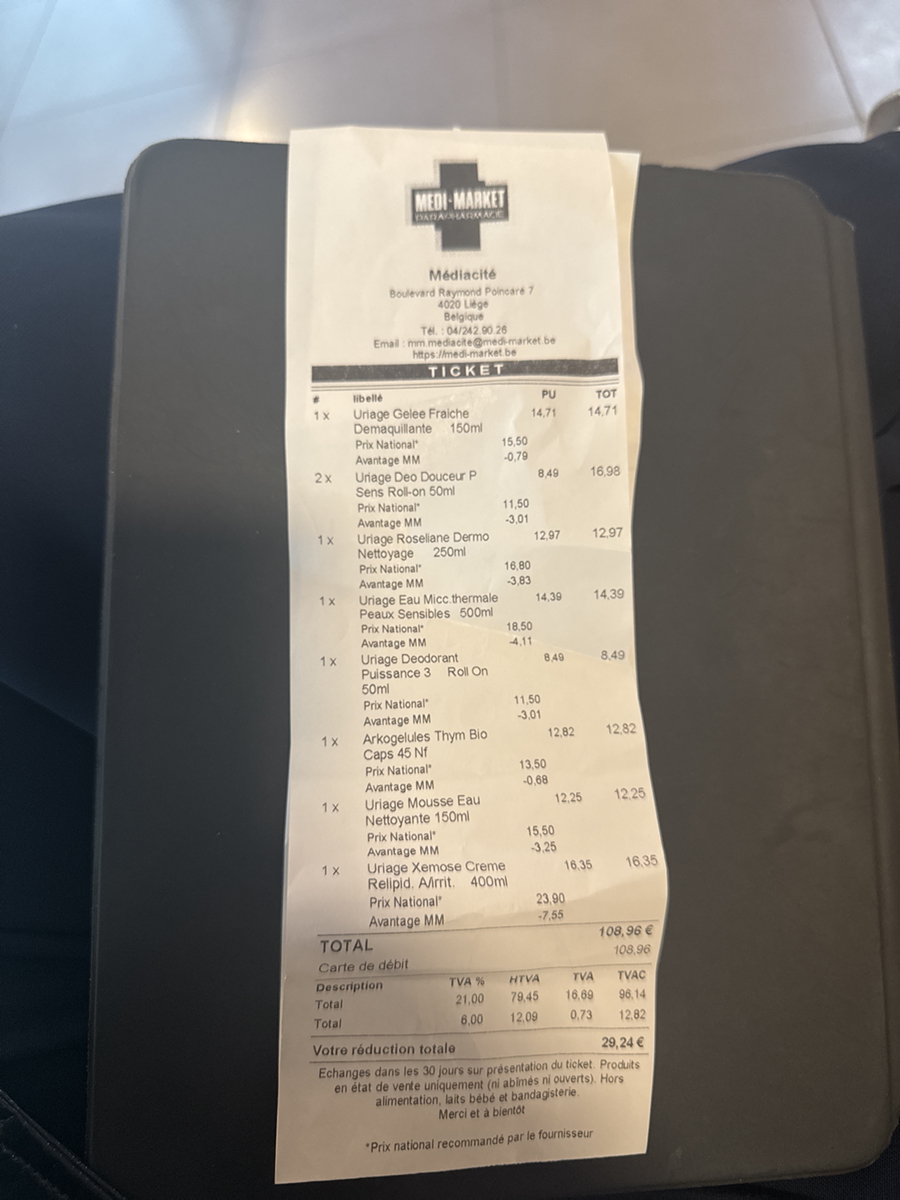 MEDI-MARKET
PARAPHARMACIE
Médiacité
Boulevard Raymond Poincaré 7
4020 Liège
Belgique
Tél. : 04/242.90.26
Email : mm.mediacite@medi-market.be
https://medi-market.be
TICKET
# libellé PU TOT
1 x Uriage Gelee Fraiche 14,71 14,71
Demaquillante 150ml
Prix National* 15,50
Avantage MM -0,79
2 x Uriage Deo Douceur P 8,49 16,98
Sens Roll-on 50ml
Prix National* 11,50
Avantage MM -3,01
1 x Uriage Roseliane Dermo 12,97 12,97
Nettoyage 250ml
Prix National* 16,80
Avantage MM -3,83
1 x Uriage Eau Micc.thermale 14,39 14,39
Peaux Sensibles 500ml
Prix National* 18,50
Avantage MM -4,11
1 x Uriage Deodorant 8,49 8,49
Puissance 3 Roll On
50ml
Prix National* 11,50
Avantage MM -3,01
1 x Arkogelules Thym Bio 12,82 12,82
Caps 45 Nf
Prix National* 13,50
Avantage MM -0,68
1 x Uriage Mousse Eau 12,25 12,25
Nettoyante 150ml
Prix National* 15,50
Avantage MM -3,25
1 x Uriage Xemose Creme 16,35 16,35
Relipid. A/irrit. 400ml
Prix National* 23,90
Avantage MM -7,55
TOTAL 108,96 €
Carte de débit 108,96
Description TVA % HTVA TVA TVAC
Total 21,00 79,45 16,69 96,14
Total 6,00 12,09 0,73 12,82
Votre réduction totale 29,24 €
Echanges dans les 30 jours sur présentation du ticket. Produits
en état de vente uniquement (ni abîmés ni ouverts). Hors
alimentation, laits bébé et bandagisterie.
Merci et à bientôt
*Prix national recommandé par le fournisseur